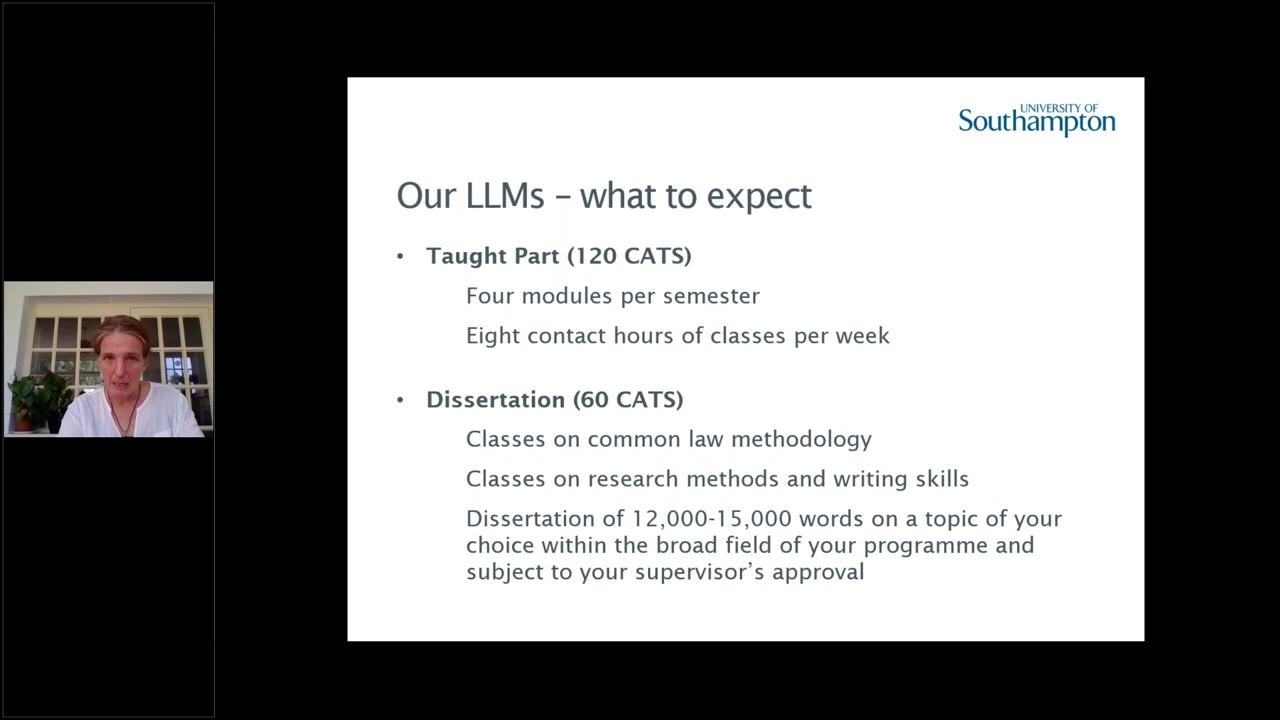 UNIVERSITY OF
Southampton
Our LLMs – what to expect
• Taught Part (120 CATS)
Four modules per semester
Eight contact hours of classes per week
• Dissertation (60 CATS)
Classes on common law methodology
Classes on research methods and writing skills
Dissertation of 12,000-15,000 words on a topic of your
choice within the broad field of your programme and
subject to your supervisor’s approval